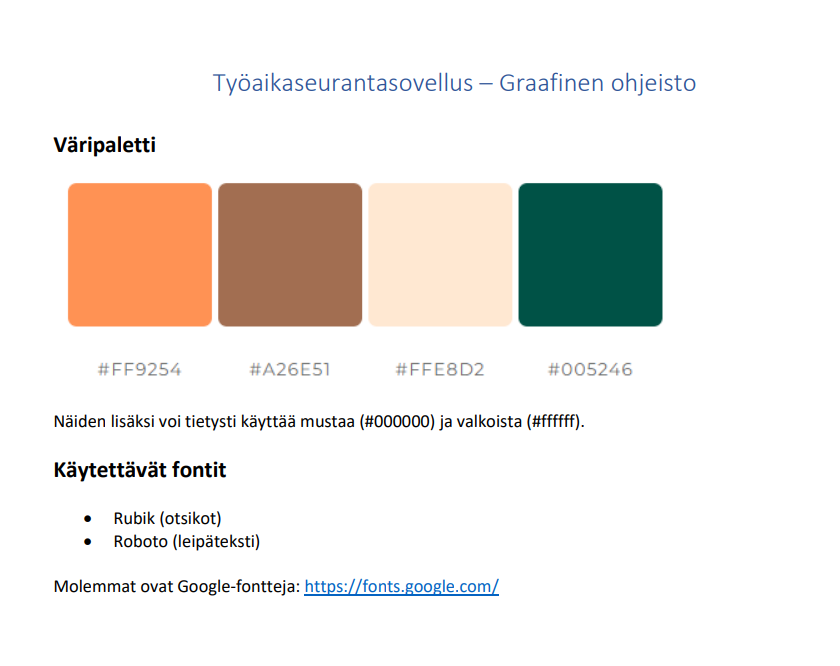 Työaikaseurantasovellus – Graafinen ohjeisto
Väripaletti
#FF9254 #A26E51 #FFE8D2 #005246
Näiden lisäksi voi tietysti käyttää mustaa (#000000) ja valkoista (#ffffff).
Käytettävät fontit
• Rubik (otsikot)
• Roboto (leipäteksti)
Molemmat ovat Google-fontteja: https://fonts.google.com/